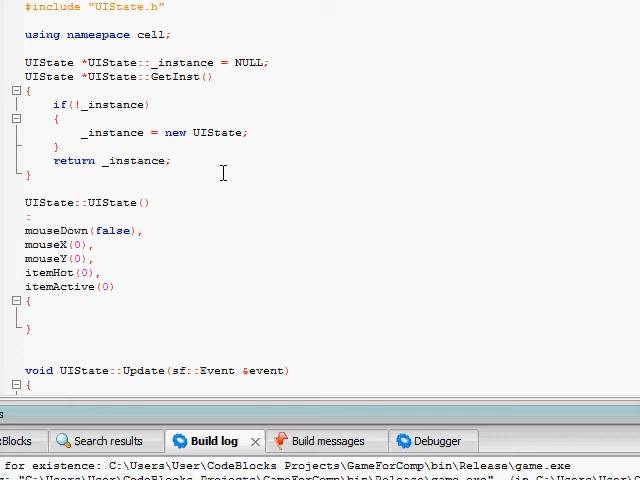 #include "UIState.h"
using namespace cell;
UIState *UIState::_instance = NULL;
UIState *UIState::GetInst()
{
if(!_instance)
{
_instance = new UIState;
}
return _instance;
}
UIState::UIState()
:
mouseDown(false),
mouseX(0),
mouseY(0),
itemHot(0),
itemActive(0)
{
}
void UIState::Update(sf::Event &event)
{
s
:Blocks Search results Build log Build messages Debugger
for existence: C:\Users\User\CodeBlocks Projects\GameForComp\bin\Release\game.exe